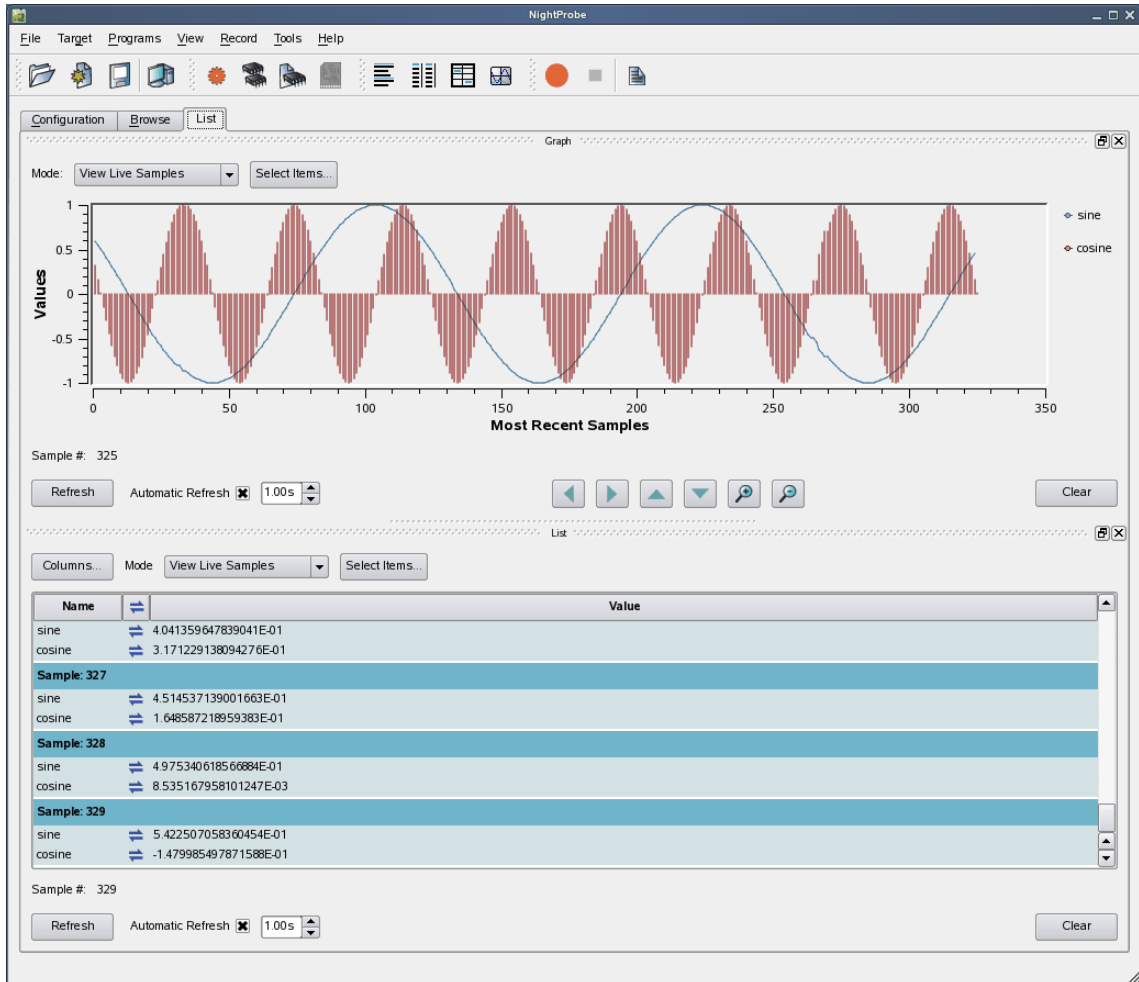 NightProbe
File Target Programs View Record Tools Help
Configuration Browse List
Graph
Mode: View Live Samples Select Items...
1
0.5
0
-0.5
-1
Values
sine
cosine
0 50 100 150 200 250 300 350
Most Recent Samples
Sample #: 325
Refresh Automatic Refresh 1.00s Clear
List
Columns... Mode View Live Samples Select Items...
Name Value
sine 4.041359647839041E-01
cosine 3.171229138094276E-01
Sample: 327
sine 4.514537139001663E-01
cosine 1.648587218959383E-01
Sample: 328
sine 4.975340618566884E-01
cosine 8.535167958101247E-03
Sample: 329
sine 5.422507058360454E-01
cosine -1.479985497871588E-01
Sample #: 329
Refresh Automatic Refresh 1.00s Clear